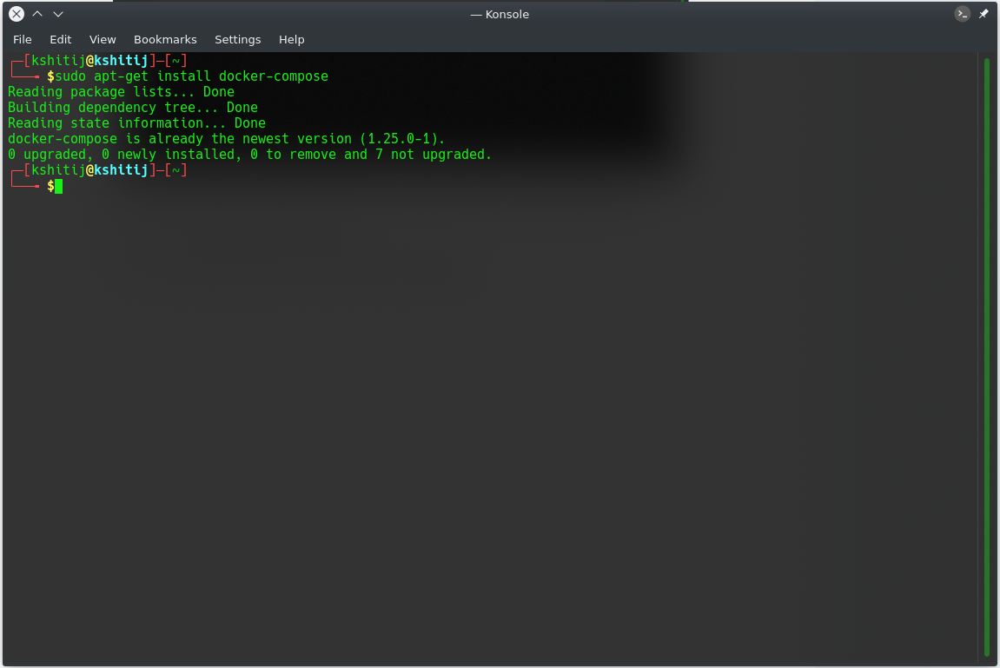 — Konsole
File Edit View Bookmarks Settings Help
┌─[kshitij@kshitij]─[~]
└──╼ $sudo apt-get install docker-compose
Reading package lists... Done
Building dependency tree... Done
Reading state information... Done
docker-compose is already the newest version (1.25.0-1).
0 upgraded, 0 newly installed, 0 to remove and 7 not upgraded.
┌─[kshitij@kshitij]─[~]
└──╼ $